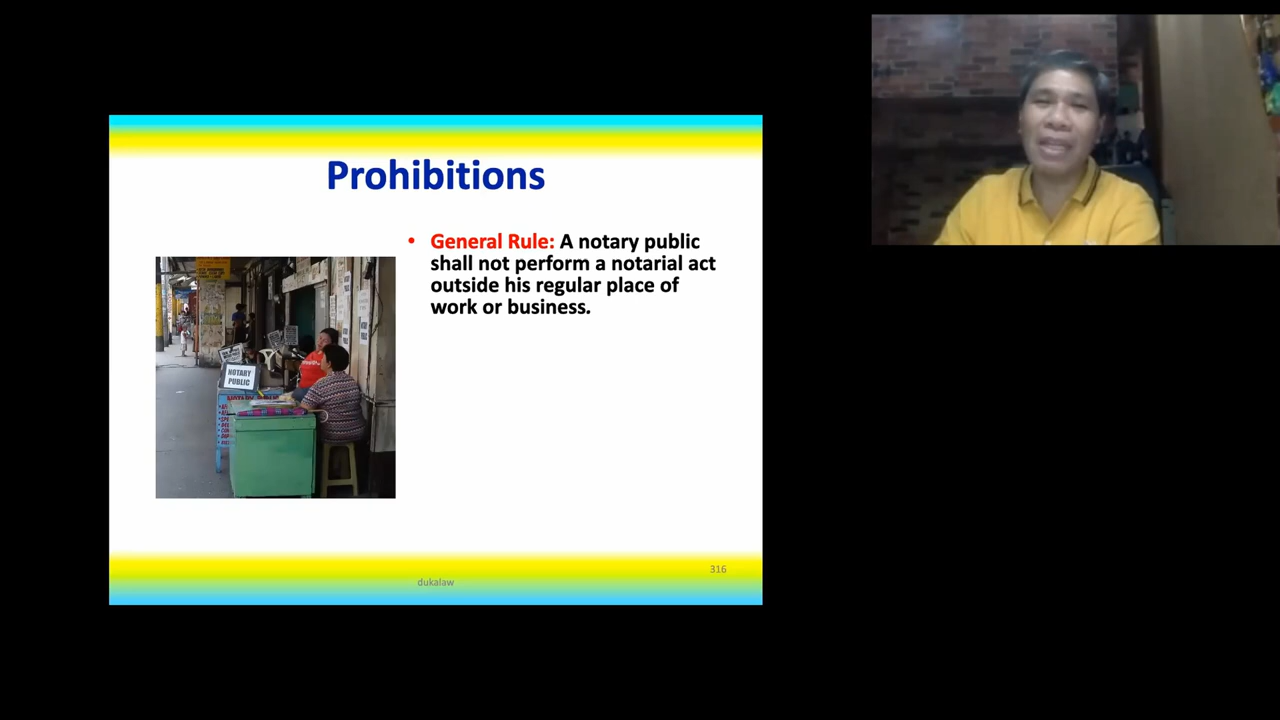 Prohibitions
• General Rule: A notary public
shall not perform a notarial act
outside his regular place of
work or business.
NOTARY
PUBLIC
316
dukalaw